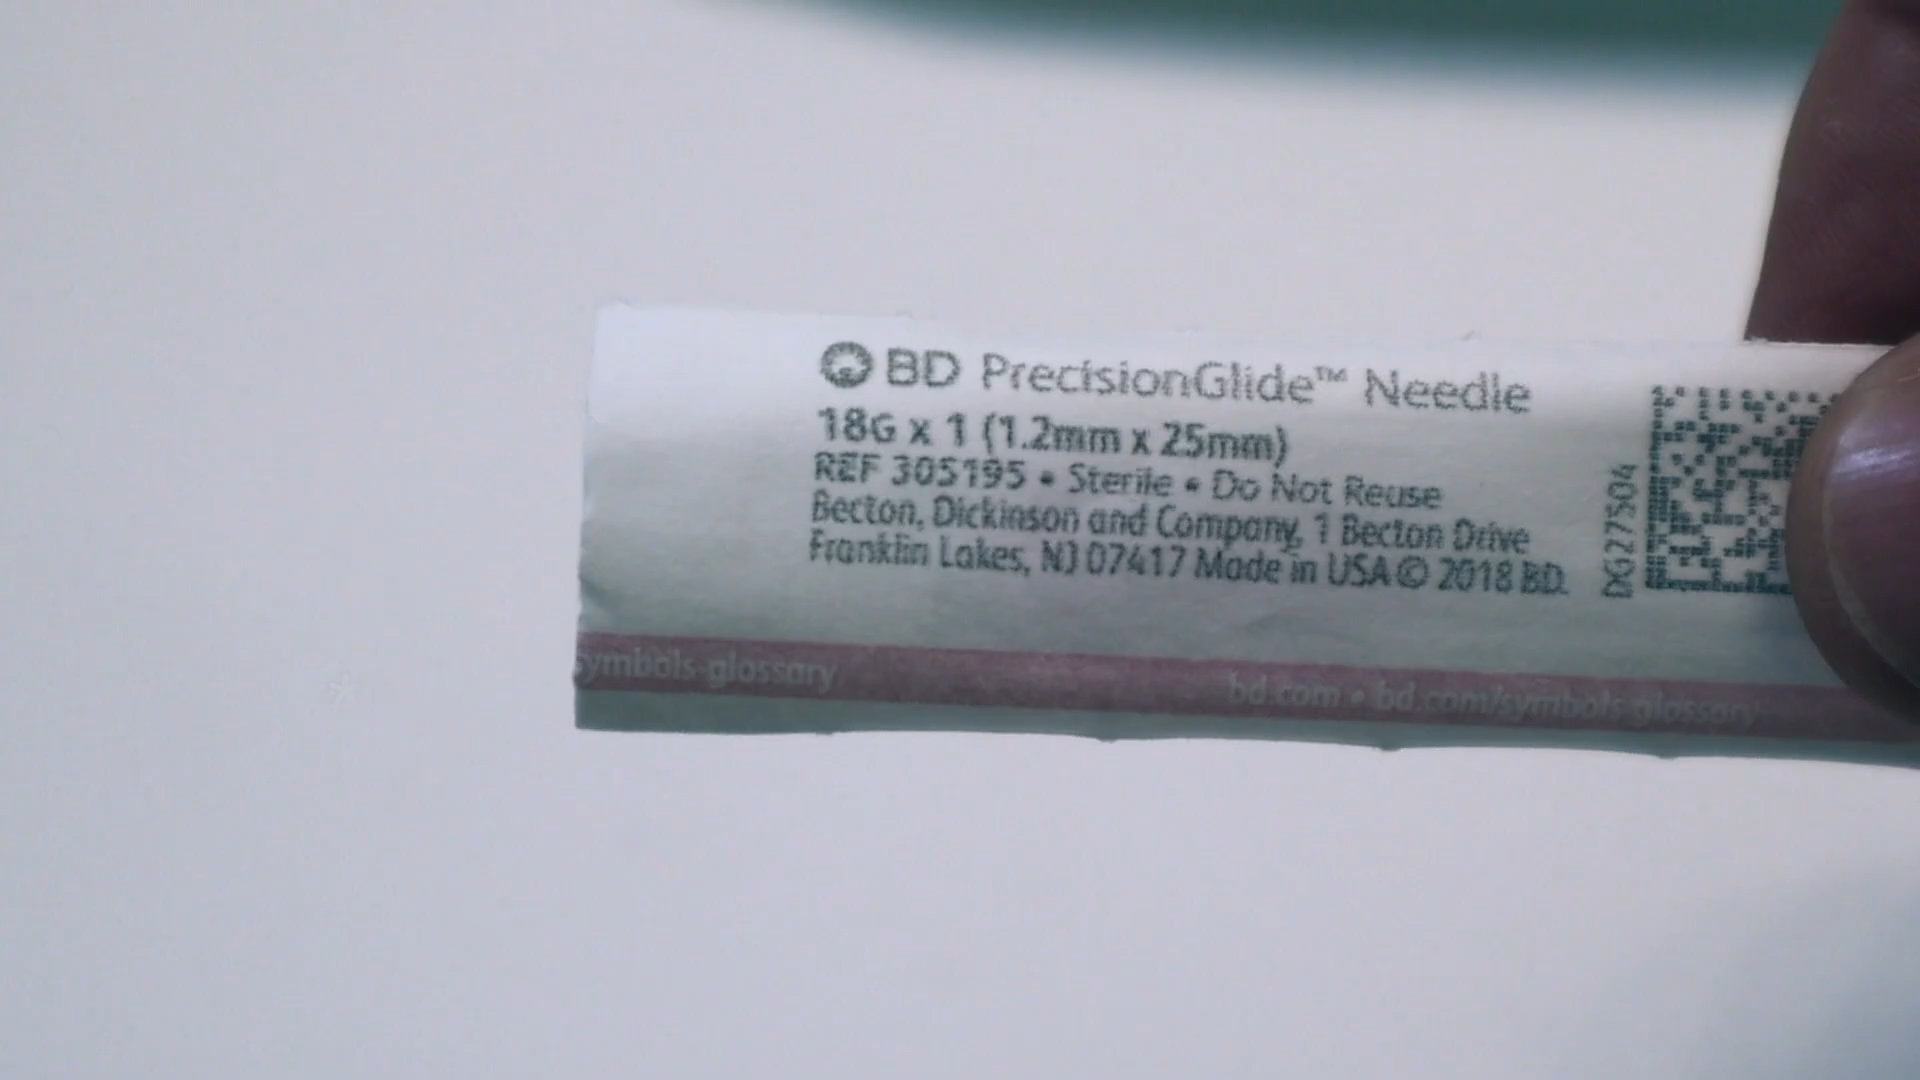 BD PrecisionGlide™ Needle
18G x 1 (1.2mm x 25mm)
REF 305195 • Sterile • Do Not Reuse
Becton, Dickinson and Company, 1 Becton Drive
Franklin Lakes, NJ 07417 Made in USA © 2018 BD.
DG27504
symbols-glossary
bd.com • bd.com/symbols-glossary